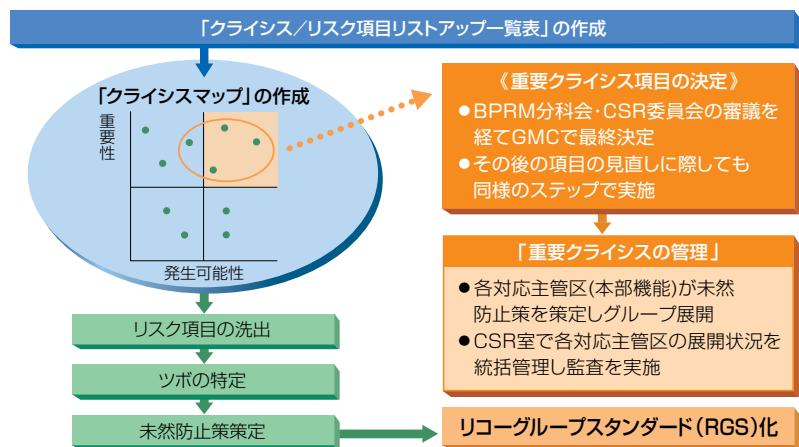 「クライシス／リスク項目リストアップ一覧表」の作成
「クライシスマップ」の作成
重要性
発生可能性
リスク項目の洗出
ツボの特定
未然防止策策定
《重要クライシス項目の決定》
●BPRM分科会・CSR委員会の審議を
経てGMCで最終決定
●その後の項目の見直しに際しても
同様のステップで実施
「重要クライシスの管理」
●各対応主管区(本部機能)が未然
防止策を策定しグループ展開
●CSR室で各対応主管区の展開状況を
統括管理し監査を実施
リコーグループスタンダード（RGS）化